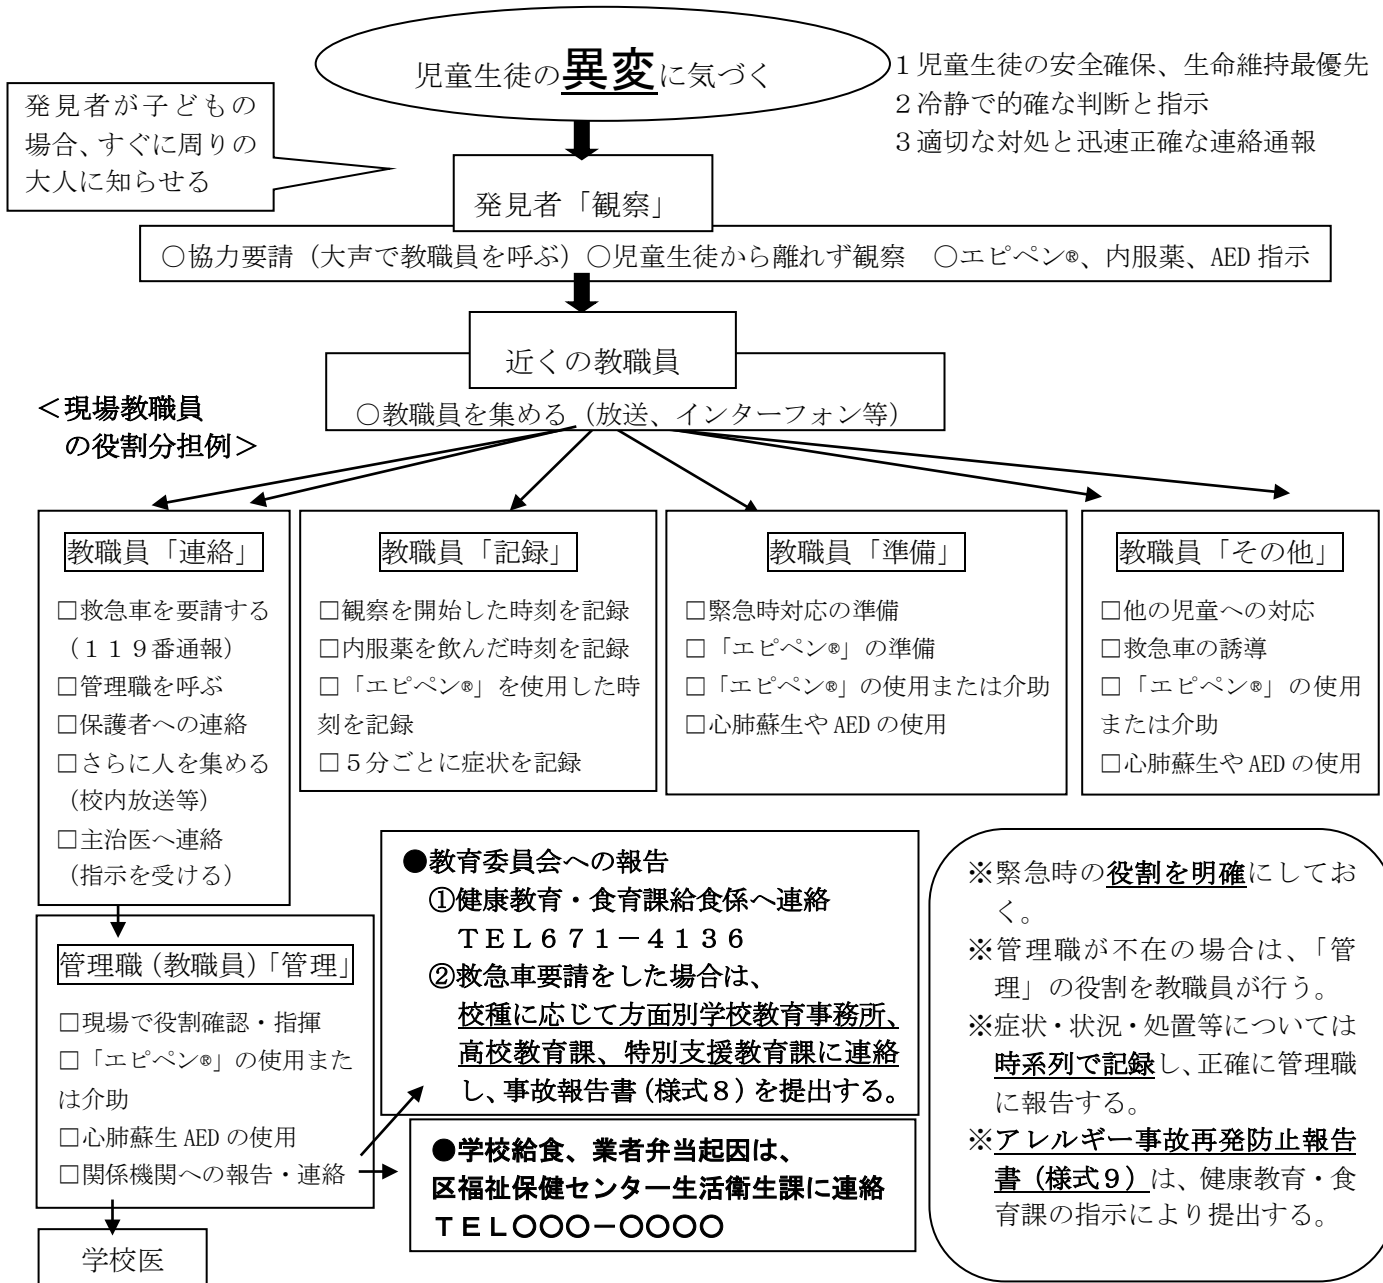 児童生徒の異変に気づく
1 児童生徒の安全確保、生命維持最優先
2 冷静で的確な判断と指示
3 適切な対処と迅速正確な連絡通報
発見者が子どもの
場合、すぐに周りの
大人に知らせる
発見者「観察」
○協力要請（大声で教職員を呼ぶ）○児童生徒から離れず観察　○エピペン®、内服薬、AED 指示
近くの教職員
○教職員を集める（放送、インターフォン等）
＜現場教職員
の役割分担例＞
教職員「連絡」
□救急車を要請する
（１１９番通報）
□管理職を呼ぶ
□保護者への連絡
□さらに人を集める
（校内放送等）
□主治医へ連絡
（指示を受ける）
教職員「記録」
□観察を開始した時刻を記録
□内服薬を飲んだ時刻を記録
□「エピペン®」を使用した時
刻を記録
□５分ごとに症状を記録
教職員「準備」
□緊急時対応の準備
□「エピペン®」の準備
□「エピペン®」の使用または介助
□心肺蘇生や AED の使用
教職員「その他」
□他の児童への対応
□救急車の誘導
□「エピペン®」の使用
または介助
□心肺蘇生や AED の使用
管理職（教職員）「管理」
□現場で役割確認・指揮
□「エピペン®」の使用また
は介助
□心肺蘇生 AED の使用
□関係機関への報告・連絡
学校医
●教育委員会への報告
①健康教育・食育課給食係へ連絡
ＴＥＬ６７１－４１３６
②救急車要請をした場合は、
校種に応じて方面別学校教育事務所、
高校教育課、特別支援教育課に連絡
し、事故報告書（様式８）を提出する。
●学校給食、業者弁当起因は、
区福祉保健センター生活衛生課に連絡
ＴＥＬ○○○－○○○○
※緊急時の役割を明確にしてお
く。
※管理職が不在の場合は、「管
理」の役割を教職員が行う。
※症状・状況・処置等については
時系列で記録し、正確に管理職
に報告する。
※アレルギー事故再発防止報告
書（様式９）は、健康教育・食
育課の指示により提出する。